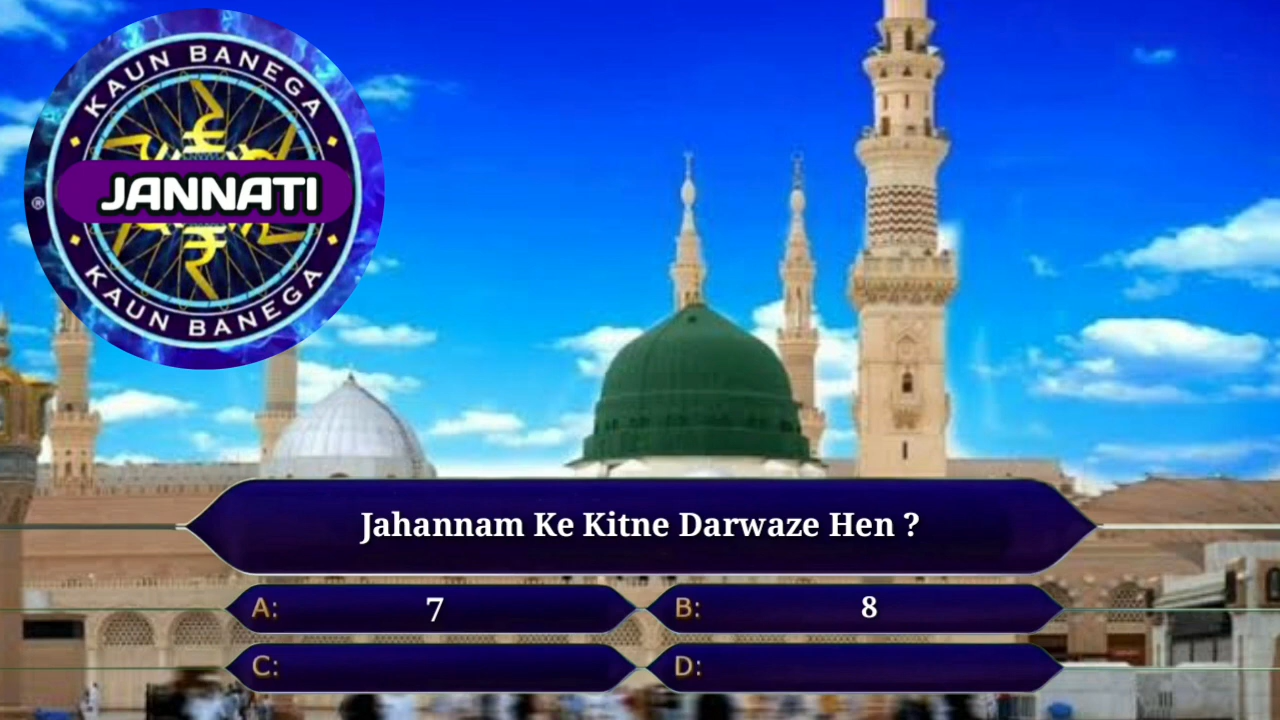 KAUN BANEGA
JANNATI
KAUN BANEGA
®
Jahannam Ke Kitne Darwaze Hen ?
A: 7
B: 8
C:
D: